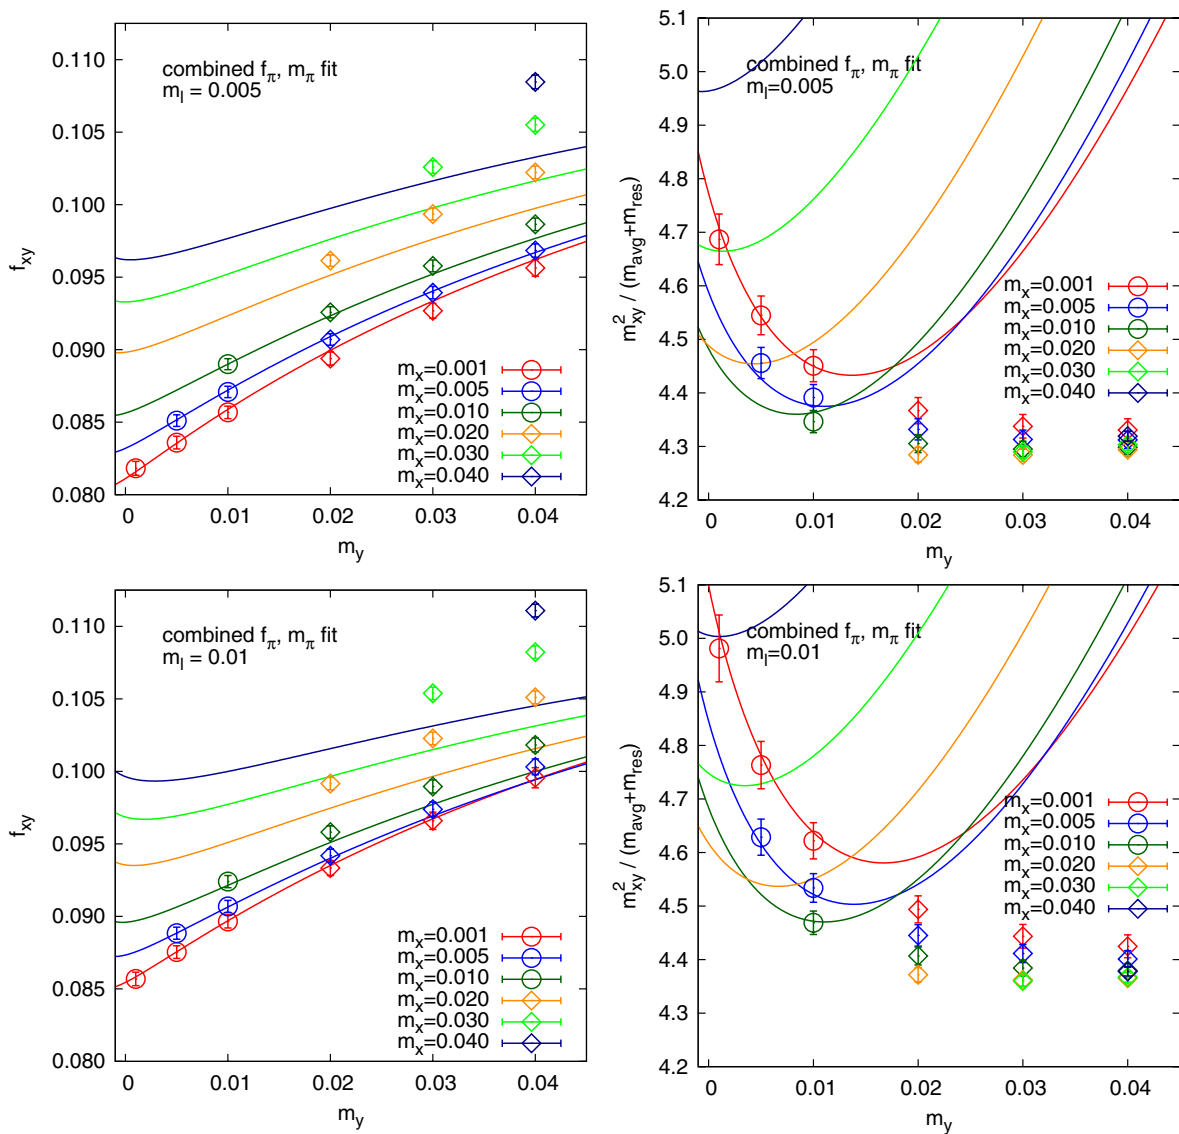 combined fπ, mπ fit
ml = 0.005
fxy
0.110
0.105
0.100
0.095
0.090
0.085
0.080
mx=0.001
mx=0.005
mx=0.010
mx=0.020
mx=0.030
mx=0.040
0 0.01 0.02 0.03 0.04
my
combined fπ, mπ fit
ml=0.005
m²xy / (mavg+mres)
5.1
5.0
4.9
4.8
4.7
4.6
4.5
4.4
4.3
4.2
mx=0.001
mx=0.005
mx=0.010
mx=0.020
mx=0.030
mx=0.040
0 0.01 0.02 0.03 0.04
my
combined fπ, mπ fit
ml = 0.01
fxy
0.110
0.105
0.100
0.095
0.090
0.085
0.080
mx=0.001
mx=0.005
mx=0.010
mx=0.020
mx=0.030
mx=0.040
0 0.01 0.02 0.03 0.04
my
combined fπ, mπ fit
ml=0.01
m²xy / (mavg+mres)
5.1
5.0
4.9
4.8
4.7
4.6
4.5
4.4
4.3
4.2
mx=0.001
mx=0.005
mx=0.010
mx=0.020
mx=0.030
mx=0.040
0 0.01 0.02 0.03 0.04
my